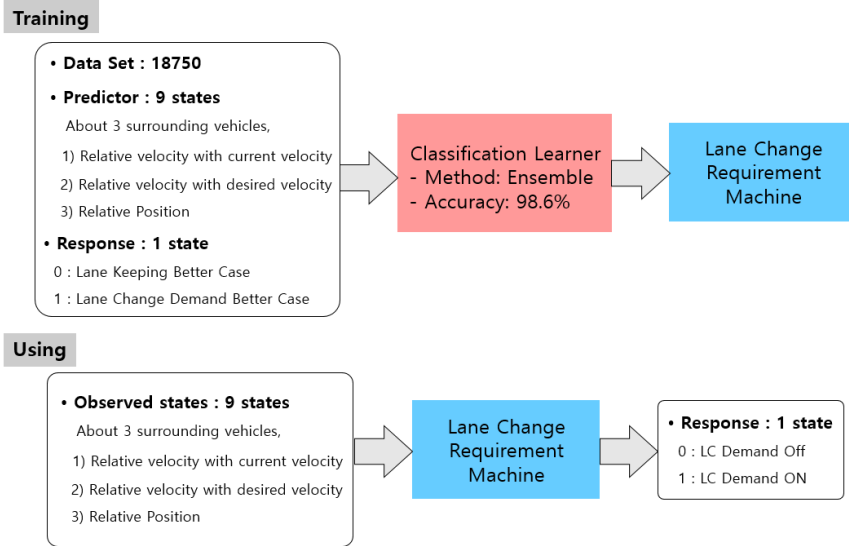 Training
• Data Set : 18750
• Predictor : 9 states
About 3 surrounding vehicles,
1) Relative velocity with current velocity
2) Relative velocity with desired velocity
3) Relative Position
• Response : 1 state
0 : Lane Keeping Better Case
1 : Lane Change Demand Better Case
Classification Learner
- Method: Ensemble
- Accuracy: 98.6%
Lane Change
Requirement
Machine
Using
• Observed states : 9 states
About 3 surrounding vehicles,
1) Relative velocity with current velocity
2) Relative velocity with desired velocity
3) Relative Position
Lane Change
Requirement
Machine
• Response : 1 state
0 : LC Demand Off
1 : LC Demand ON